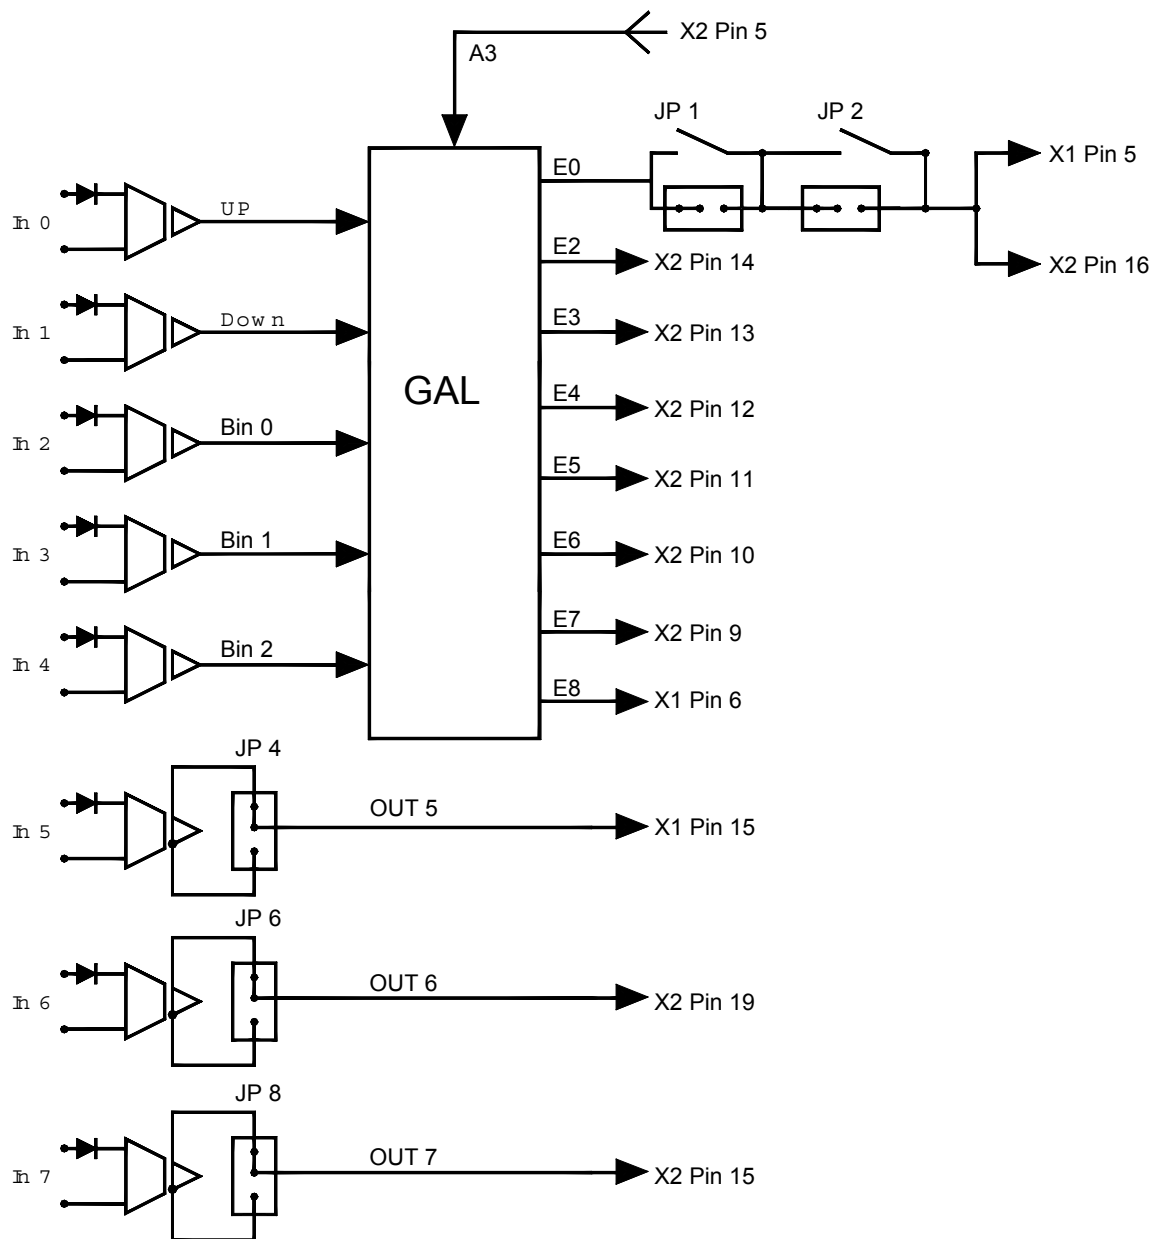 X2 Pin 5
A3
JP 1
JP 2
E0
X1 Pin 5
In 0
UP
E2
X2 Pin 14
X2 Pin 16
In 1
Down
E3
X2 Pin 13
GAL
In 2
Bin 0
E4
X2 Pin 12
E5
X2 Pin 11
In 3
Bin 1
E6
X2 Pin 10
In 4
Bin 2
E7
X2 Pin 9
E8
X1 Pin 6
JP 4
In 5
OUT 5
X1 Pin 15
JP 6
In 6
OUT 6
X2 Pin 19
JP 8
In 7
OUT 7
X2 Pin 15